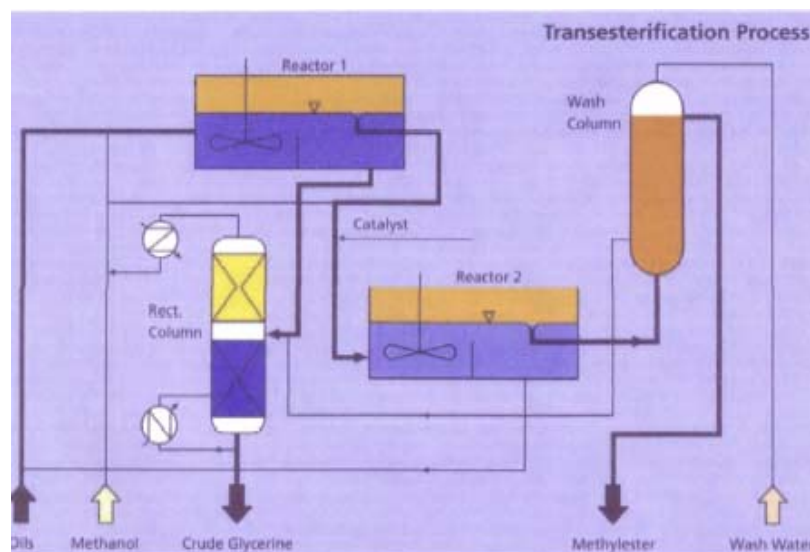 Transesterification Process
Reactor 1
Wash
Column
Catalyst
Reactor 2
Rect.
Column
Oils Methanol Crude Glycerine Methylester Wash Water